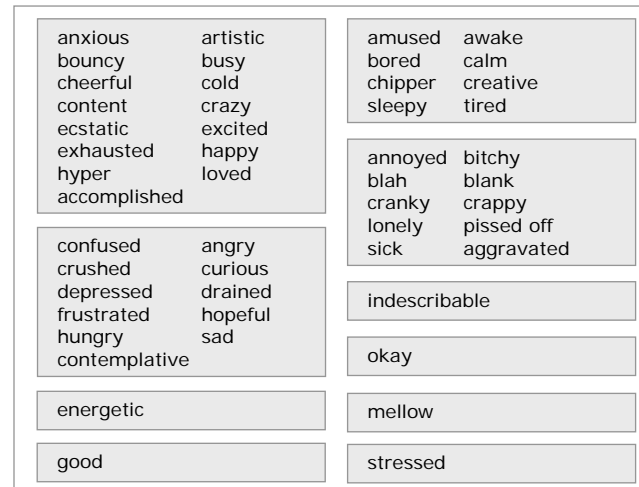 anxious artistic
bouncy busy
cheerful cold
content crazy
ecstatic excited
exhausted happy
hyper loved
accomplished
confused angry
crushed curious
depressed drained
frustrated hopeful
hungry sad
contemplative
energetic
good
amused awake
bored calm
chipper creative
sleepy tired
annoyed bitchy
blah blank
cranky crappy
lonely pissed off
sick aggravated
indescribable
okay
mellow
stressed